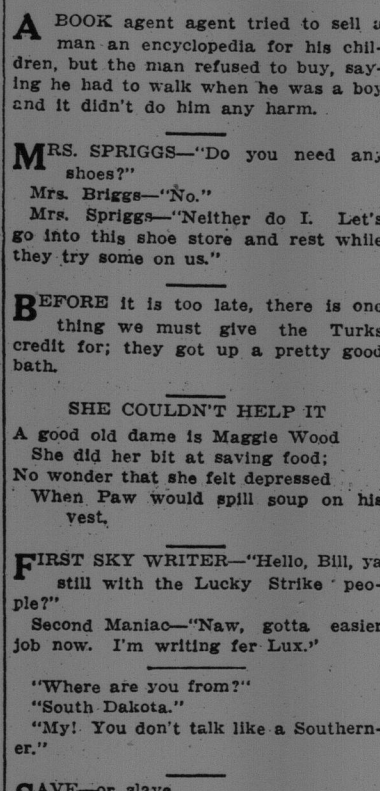 A BOOK agent agent tried to sell a
man an encyclopedia for his chil-
dren, but the man refused to buy, say-
ing he had to walk when he was a boy
and it didn't do him any harm.
MRS. SPRIGGS—"Do you need any
shoes?"
Mrs. Briggs—"No."
Mrs. Spriggs—"Neither do I. Let's
go into this shoe store and rest while
they try some on us."
BEFORE it is too late, there is one
thing we must give the Turks
credit for; they got up a pretty good
bath.
SHE COULDN'T HELP IT
A good old dame is Maggie Wood
She did her bit at saving food;
No wonder that she felt depressed
When Paw would spill soup on his
vest.
FIRST SKY WRITER—"Hello, Bill, ya
still with the Lucky Strike peo-
ple?"
Second Maniac—"Naw, gotta easier
job now. I'm writing fer Lux."
"Where are you from?"
"South Dakota."
"My! You don't talk like a Southern-
er."
SAVE—or slave